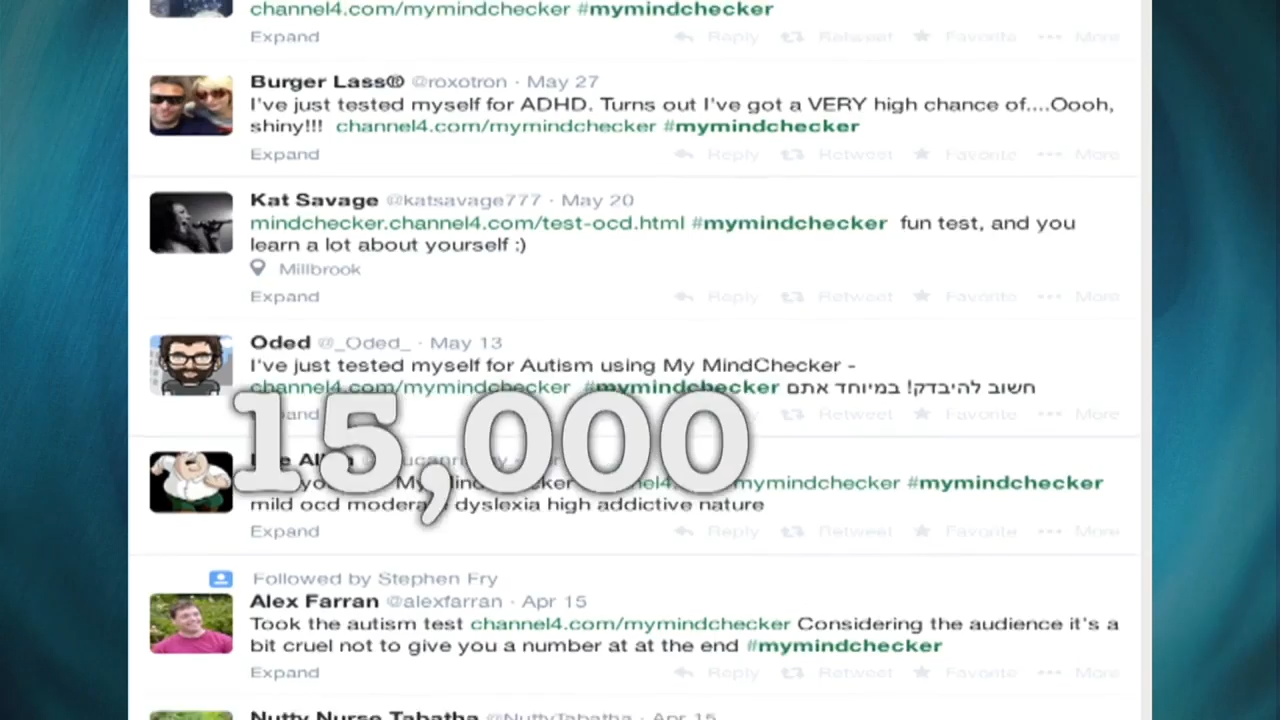 channel4.com/mymindchecker #mymindchecker
Expand Reply Retweet Favorite More
Burger Lass® @roxotron · May 27
I've just tested myself for ADHD. Turns out I've got a VERY high chance of....Oooh,
shiny!!! channel4.com/mymindchecker #mymindchecker
Expand Reply Retweet Favorite More
Kat Savage @katsavage777 · May 20
mindchecker.channel4.com/test-ocd.html #mymindchecker fun test, and you
learn a lot about yourself :)
Millbrook
Expand Reply Retweet Favorite More
Oded @_Oded_ · May 13
I've just tested myself for Autism using My MindChecker -
channel4.com/mymindchecker #mymindchecker חשוב להיבדק! במיוחד אתם
Retweet Favorite More
15,000
mymindchecker #mymindchecker
mild ocd dyslexia high addictive nature
Expand Reply Retweet Favorite More
Followed by Stephen Fry
Alex Farran @alexfarran · Apr 15
Took the autism test channel4.com/mymindchecker Considering the audience it's a
bit cruel not to give you a number at at the end #mymindchecker
Expand Reply Retweet Favorite More
Nutty Nurse Tabatha @NuttyTabatha · Apr 15